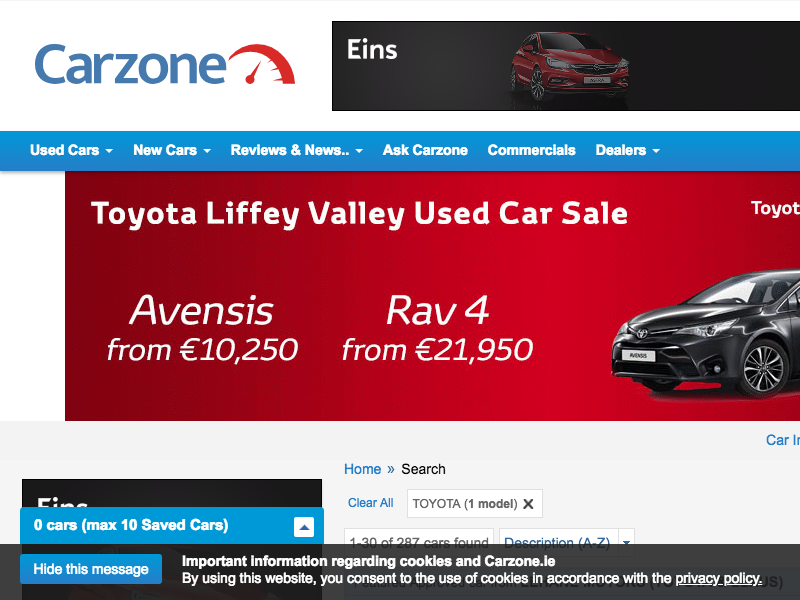 Carzone
Eins
ASTRA
Used Cars New Cars Reviews & News.. Ask Carzone Commercials Dealers
Toyota Liffey Valley Used Car Sale
Toyot
Avensis Rav 4
from €10,250 from €21,950
AVENSIS
Car In
Home » Search
Clear All TOYOTA (1 model) X
Eins
0 cars (max 10 Saved Cars)
1-30 of 287 cars found Description (A-Z)
Hide this message
Important Information regarding cookies and Carzone.ie
By using this website, you consent to the use of cookies in accordance with the privacy policy.